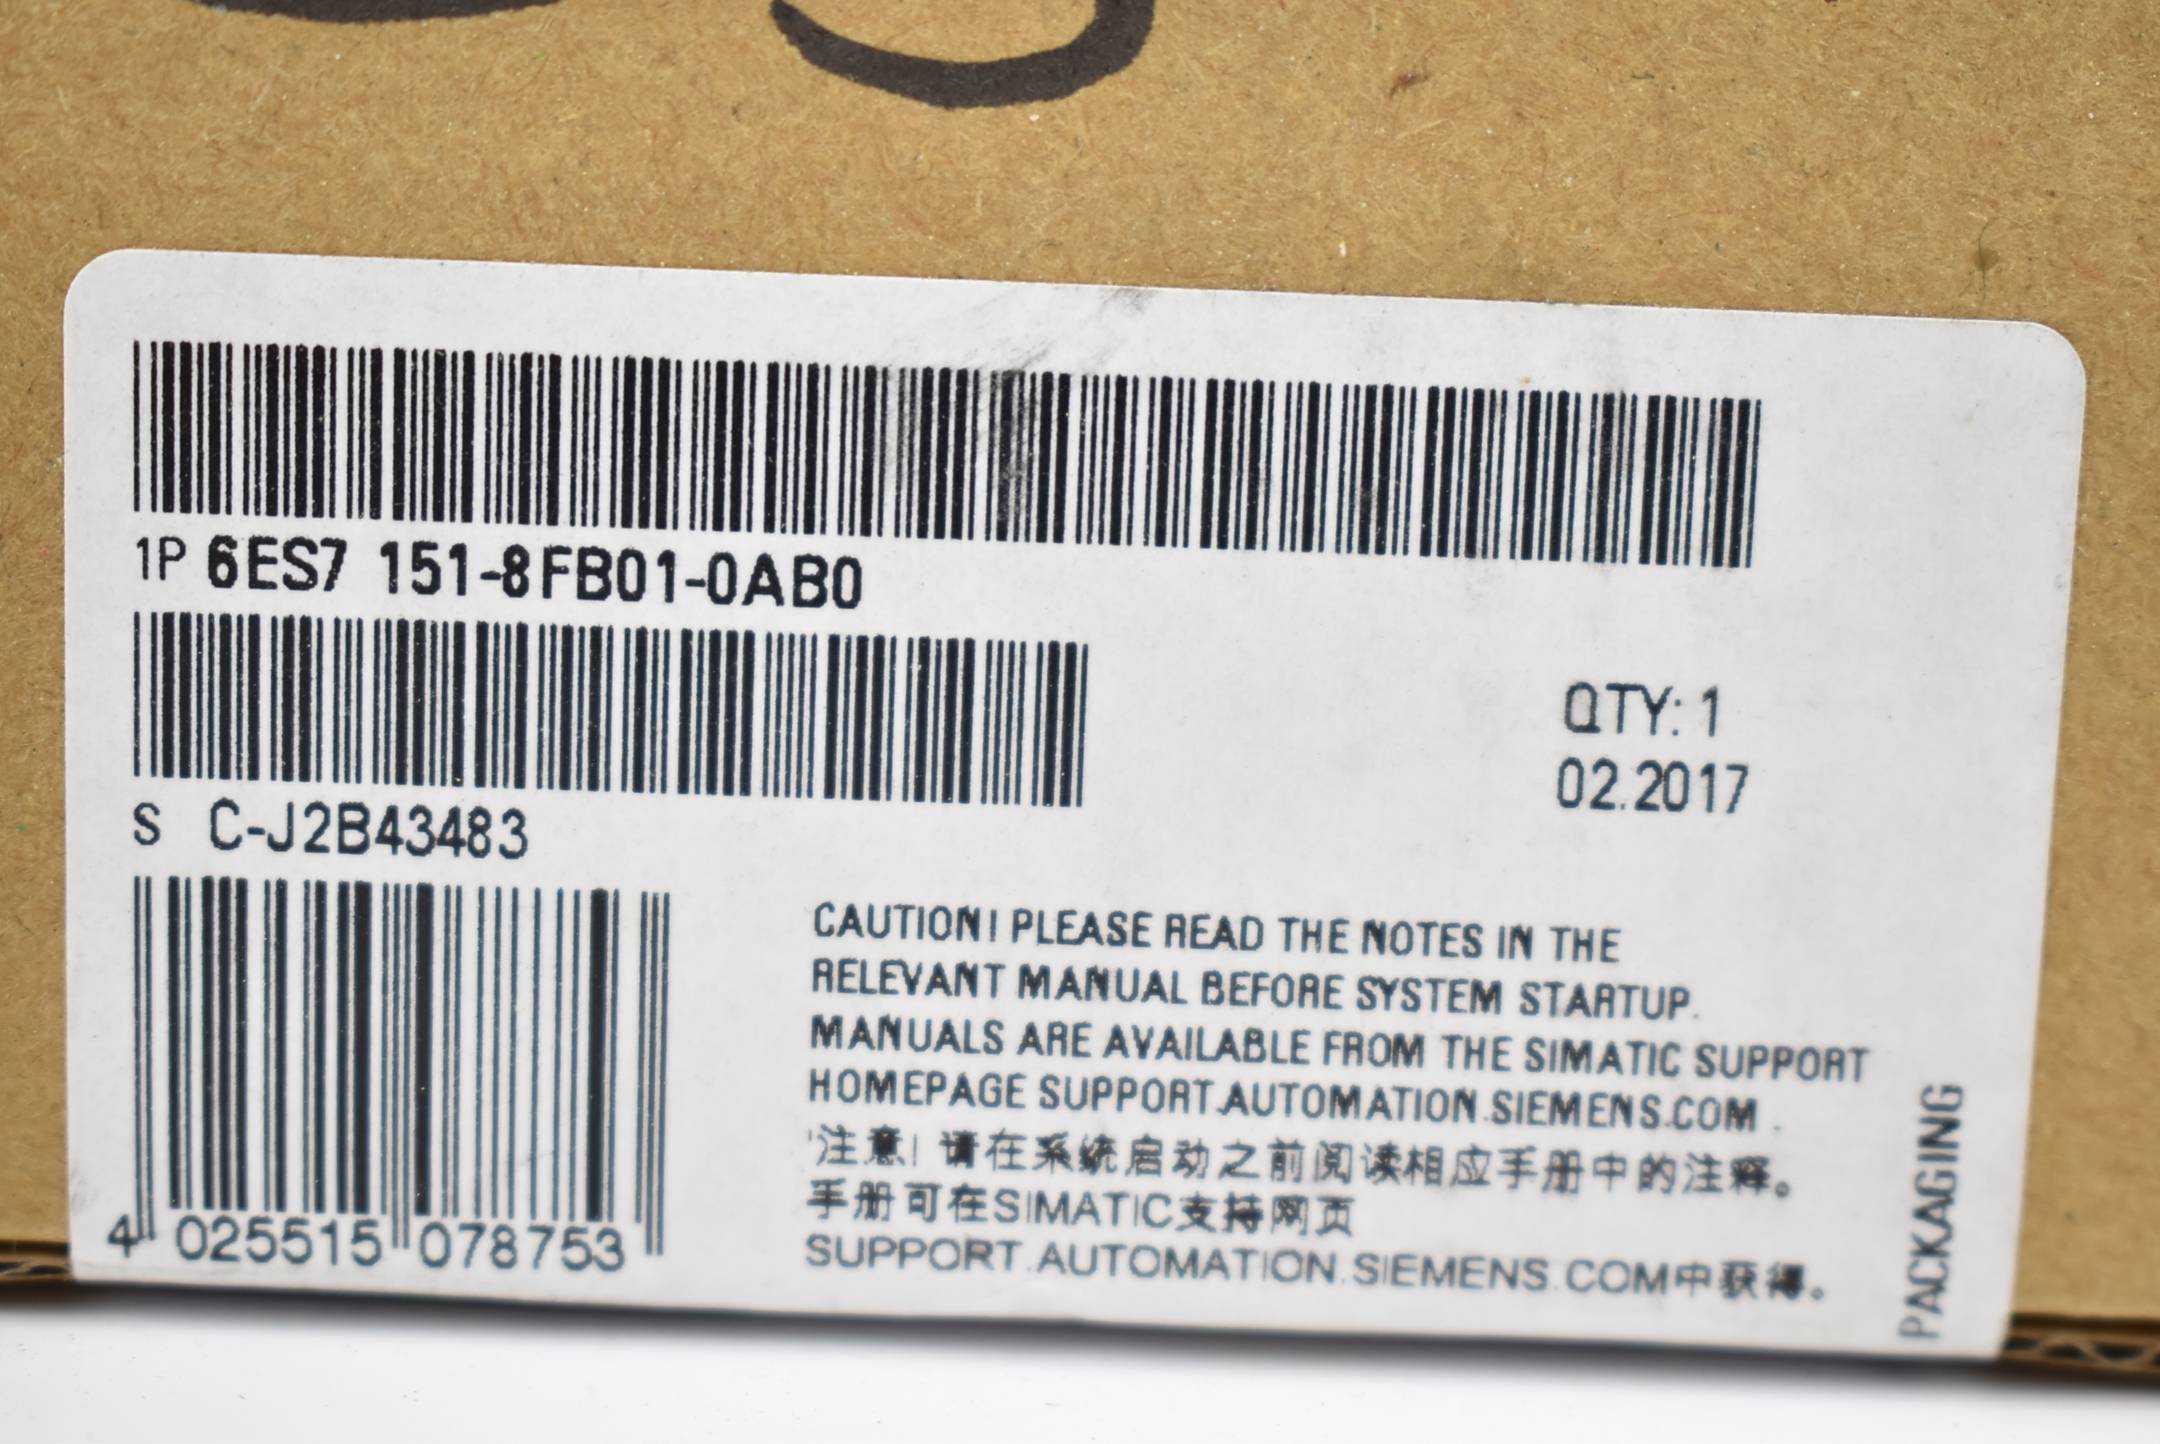 1P 6ES7 151-8FB01-0AB0
S C-J2B43483
QTY: 1
02.2017
4 025515 078753
CAUTION! PLEASE READ THE NOTES IN THE
RELEVANT MANUAL BEFORE SYSTEM STARTUP.
MANUALS ARE AVAILABLE FROM THE SIMATIC SUPPORT
HOMEPAGE SUPPORT.AUTOMATION.SIEMENS.COM .
注意! 请在系统启动之前阅读相应手册中的注释。
手册可在SIMATIC支持网页
SUPPORT.AUTOMATION.SIEMENS.COM中获得。
PACKAGING